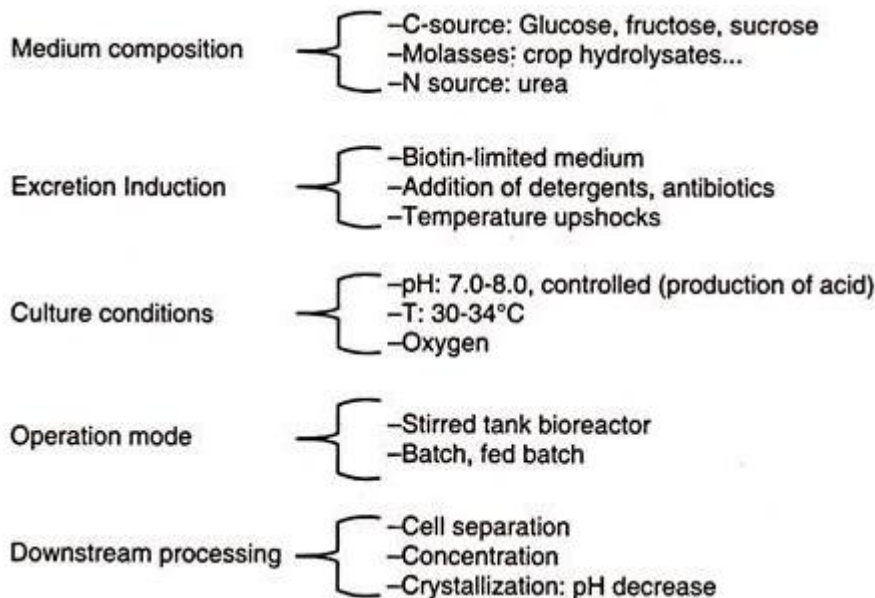 Medium composition
–C-source: Glucose, fructose, sucrose
–Molasses: crop hydrolysates...
–N source: urea
Excretion Induction
–Biotin-limited medium
–Addition of detergents, antibiotics
–Temperature upshocks
Culture conditions
–pH: 7.0-8.0, controlled (production of acid)
–T: 30-34°C
–Oxygen
Operation mode
–Stirred tank bioreactor
–Batch, fed batch
Downstream processing
–Cell separation
–Concentration
–Crystallization: pH decrease